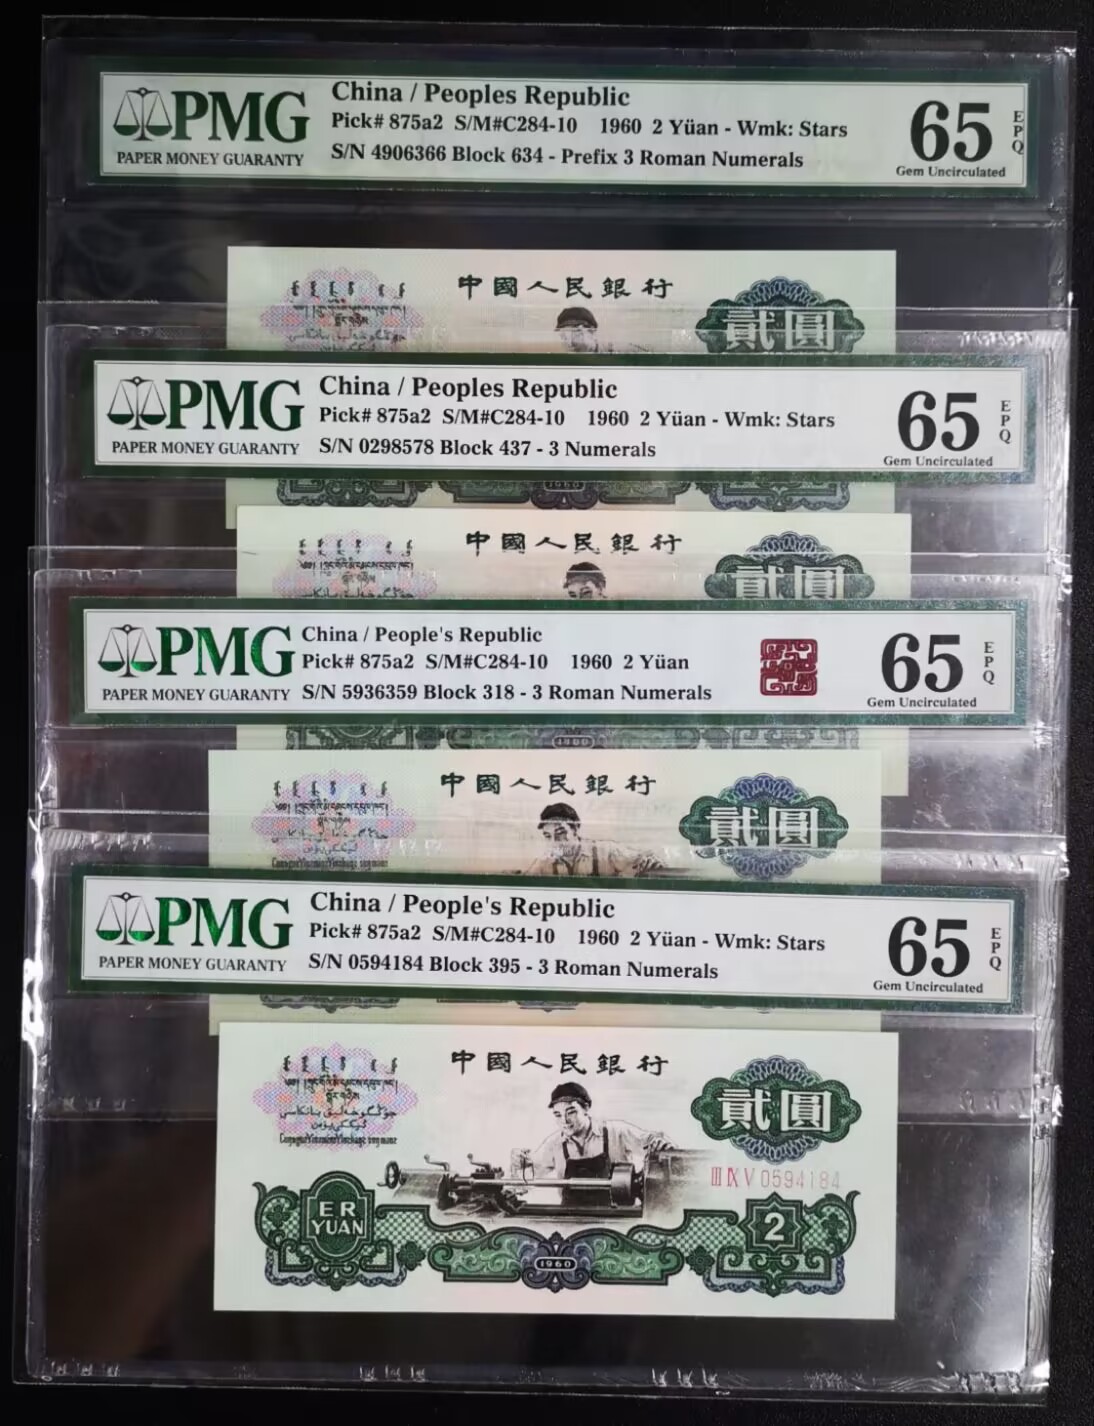 PMG
PAPER MONEY GUARANTY
China / Peoples Republic
Pick# 875a2 S/M#C284-10 1960 2 Yüan - Wmk: Stars
S/N 4906366 Block 634 - Prefix 3 Roman Numerals
65
EPQ
Gem Uncirculated
中國人民銀行
貳圓
PMG
PAPER MONEY GUARANTY
China / Peoples Republic
Pick# 875a2 S/M#C284-10 1960 2 Yüan - Wmk: Stars
S/N 0298578 Block 437 - 3 Numerals
65
EPQ
Gem Uncirculated
1960
中國人民銀行
貳圓
PMG
PAPER MONEY GUARANTY
China / People's Republic
Pick# 875a2 S/M#C284-10 1960 2 Yüan
S/N 5936359 Block 318 - 3 Roman Numerals
65
EPQ
Gem Uncirculated
1960
中國人民銀行
貳圓
PMG
PAPER MONEY GUARANTY
China / People's Republic
Pick# 875a2 S/M#C284-10 1960 2 Yüan - Wmk: Stars
S/N 0594184 Block 395 - 3 Roman Numerals
65
EPQ
Gem Uncirculated
中國人民銀行
貳圓
III IX V 0594184
ER
YUAN
2
1960